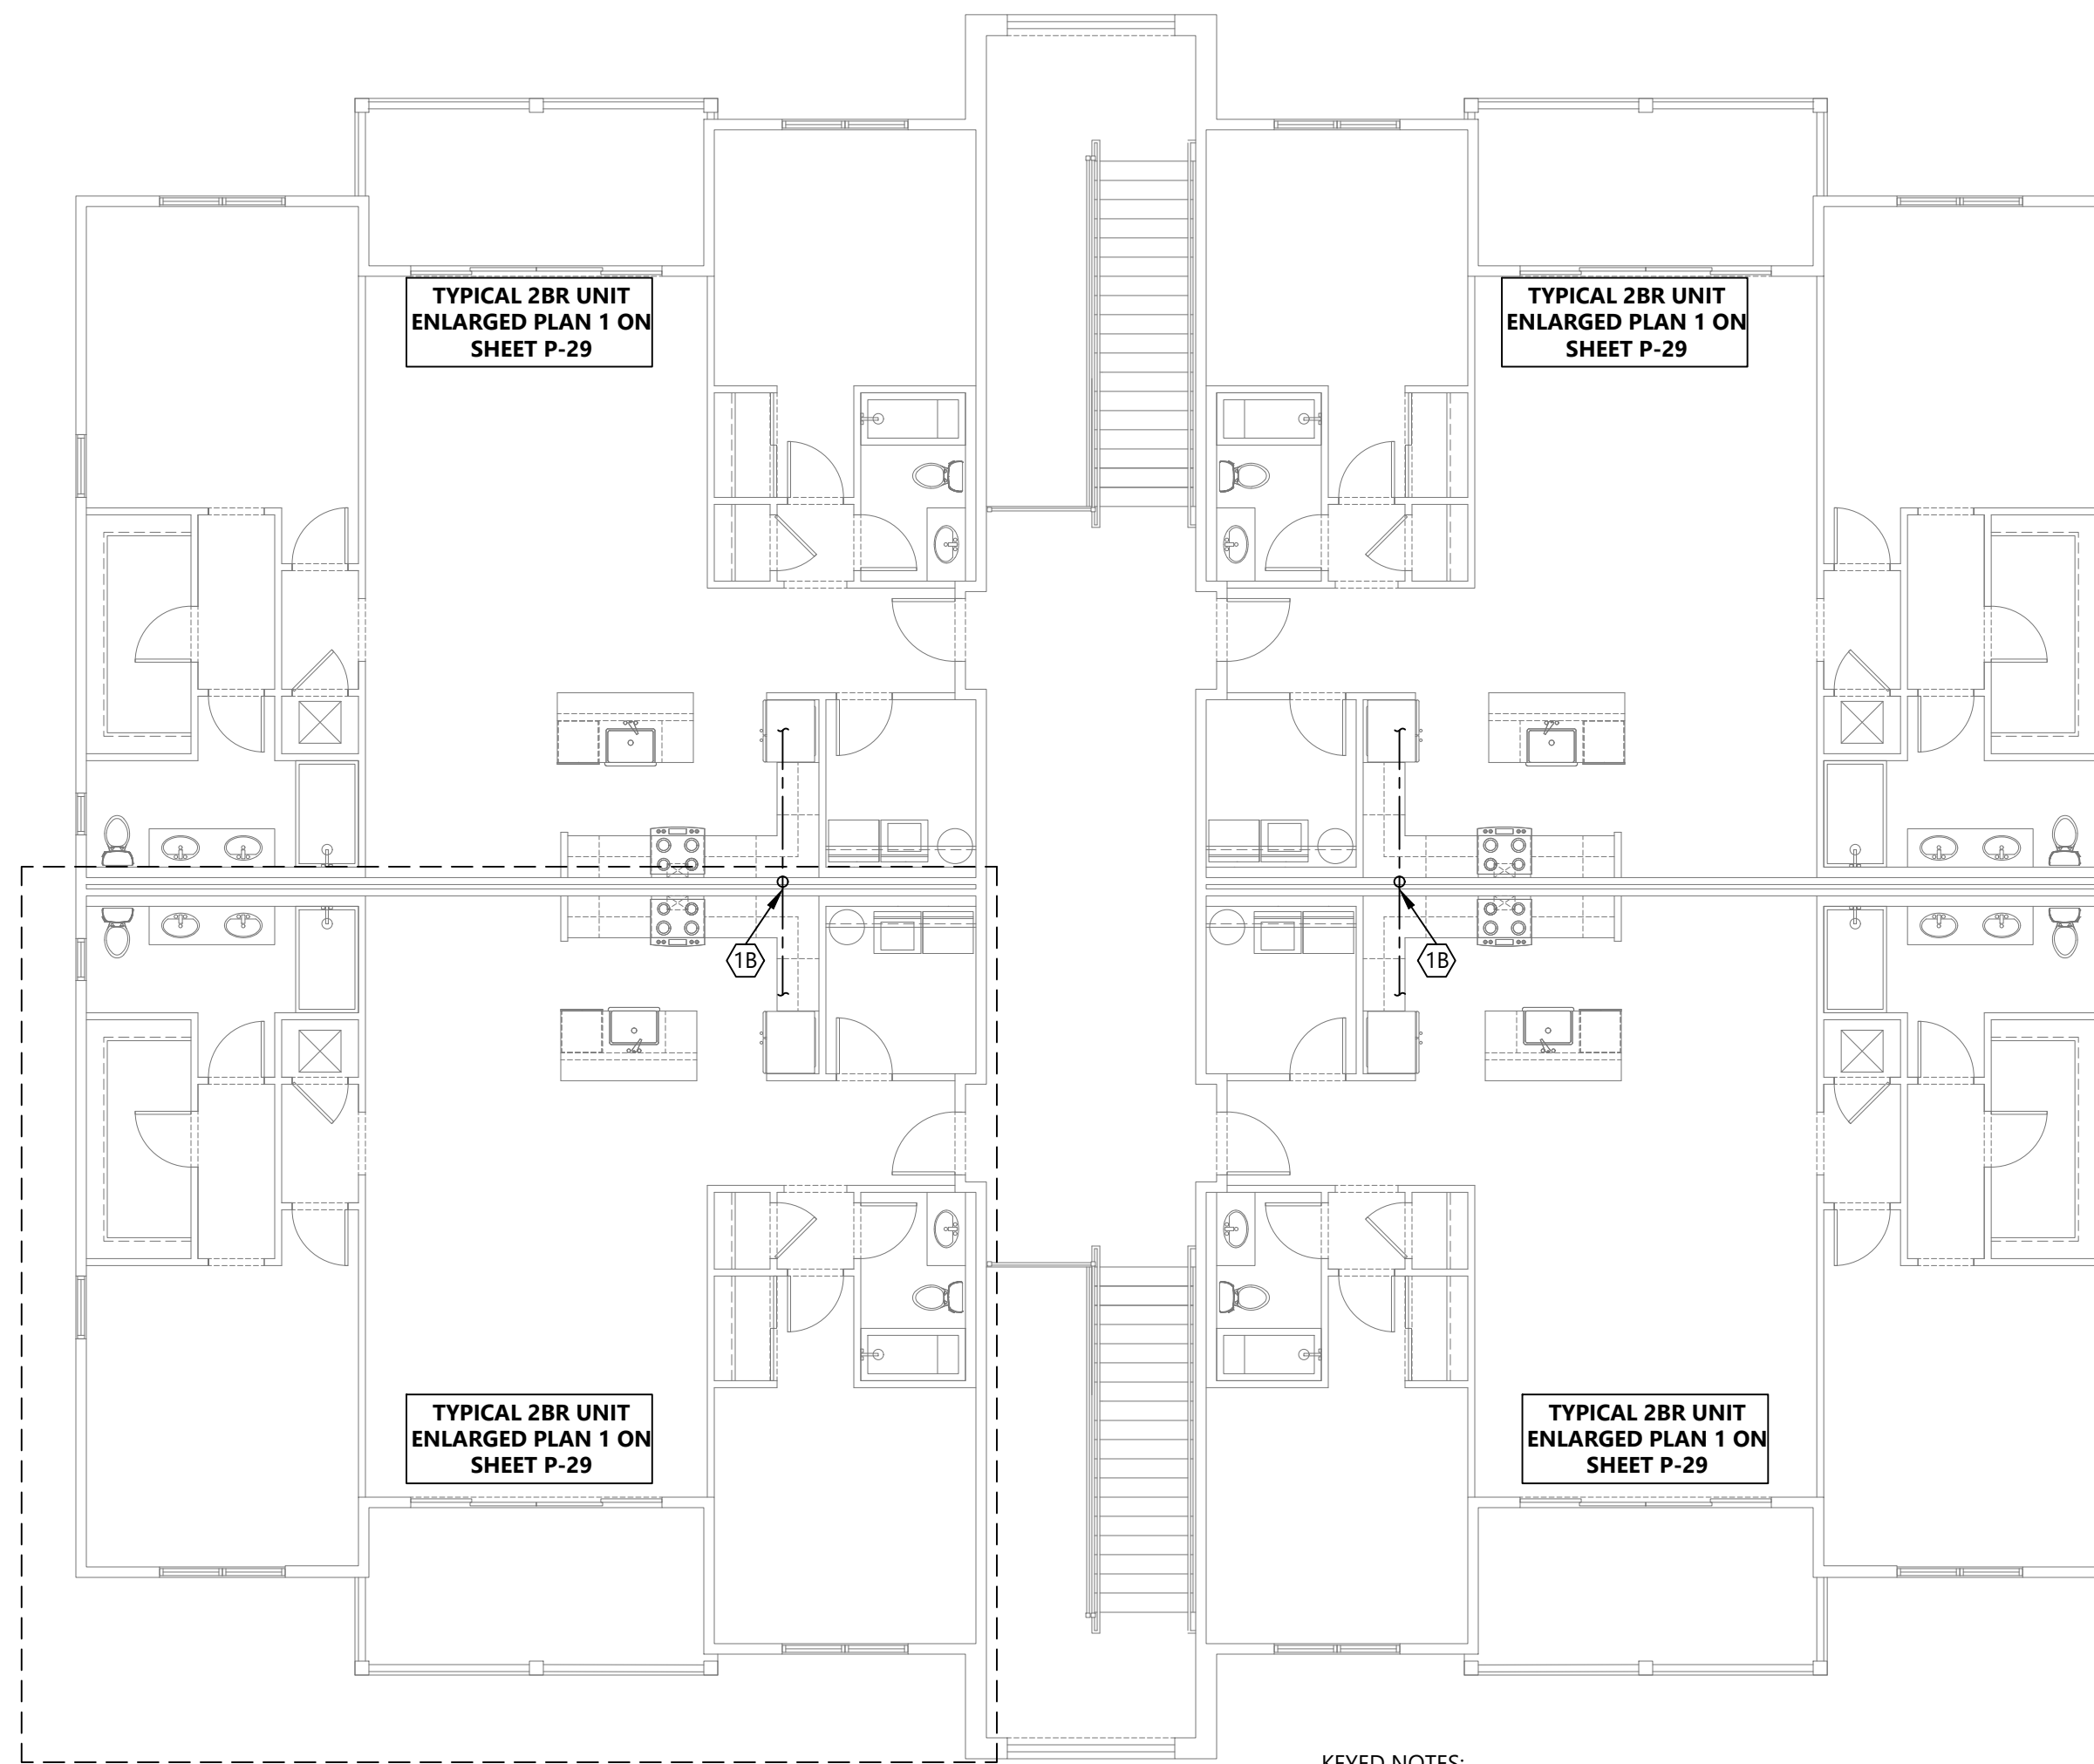 TYPICAL 2BR UNIT
ENLARGED PLAN 1 ON
SHEET P-29
TYPICAL 2BR UNIT
ENLARGED PLAN 1 ON
SHEET P-29
1B
1B
TYPICAL 2BR UNIT
ENLARGED PLAN 1 ON
SHEET P-29
TYPICAL 2BR UNIT
ENLARGED PLAN 1 ON
SHEET P-29
KEYED NOTES: